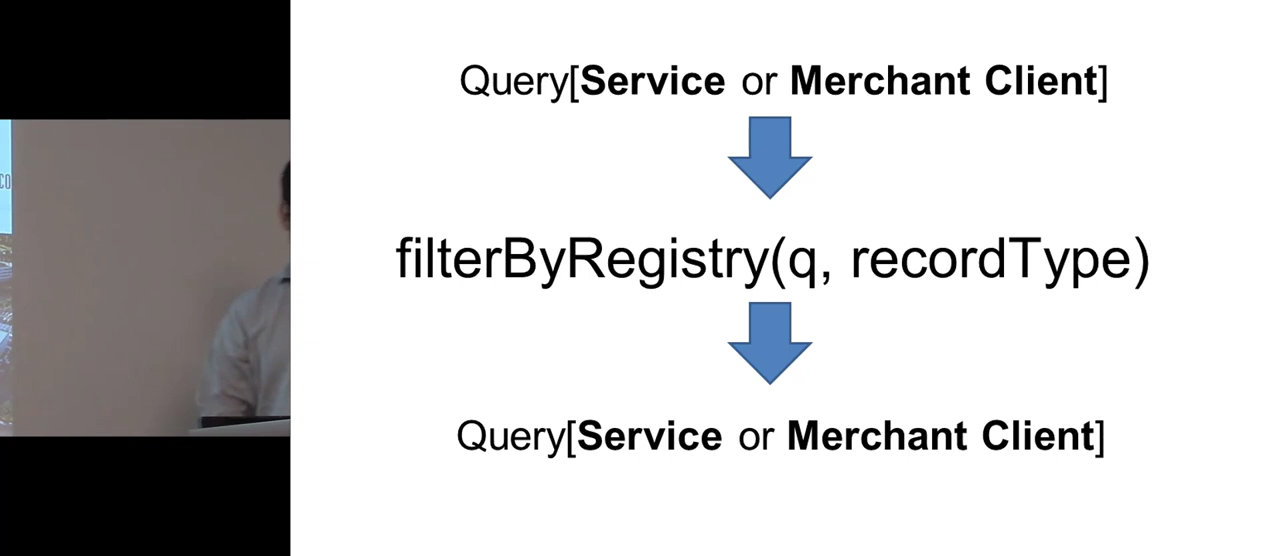 Query[Service or Merchant Client]
filterByRegistry(q, recordType)
Query[Service or Merchant Client]